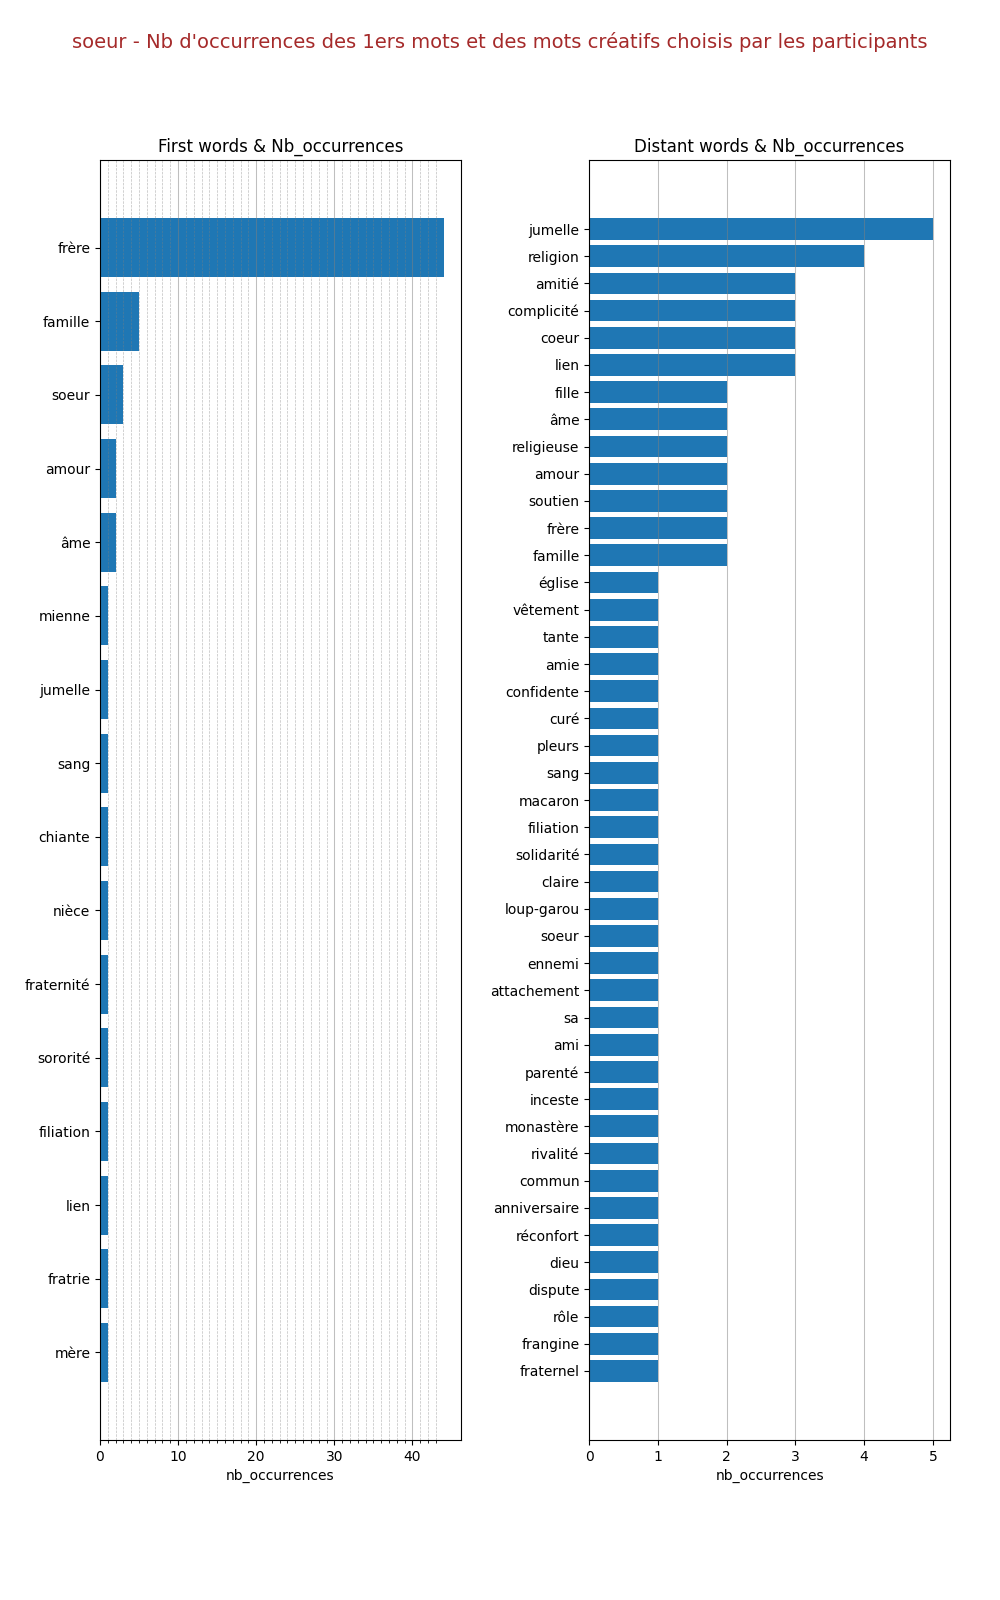 soeur - Nb d'occurrences des 1ers mots et des mots créatifs choisis par les participants
First words & Nb_occurrences
frère
famille
soeur
amour
âme
mienne
jumelle
sang
chiante
nièce
fraternité
sororité
filiation
lien
fratrie
mère
0 10 20 30 40
nb_occurrences
Distant words & Nb_occurrences
jumelle
religion
amitié
complicité
coeur
lien
fille
âme
religieuse
amour
soutien
frère
famille
église
vêtement
tante
amie
confidente
curé
pleurs
sang
macaron
filiation
solidarité
claire
loup-garou
soeur
ennemi
attachement
sa
ami
parenté
inceste
monastère
rivalité
commun
anniversaire
réconfort
dieu
dispute
rôle
frangine
fraternel
0 1 2 3 4 5
nb_occurrences